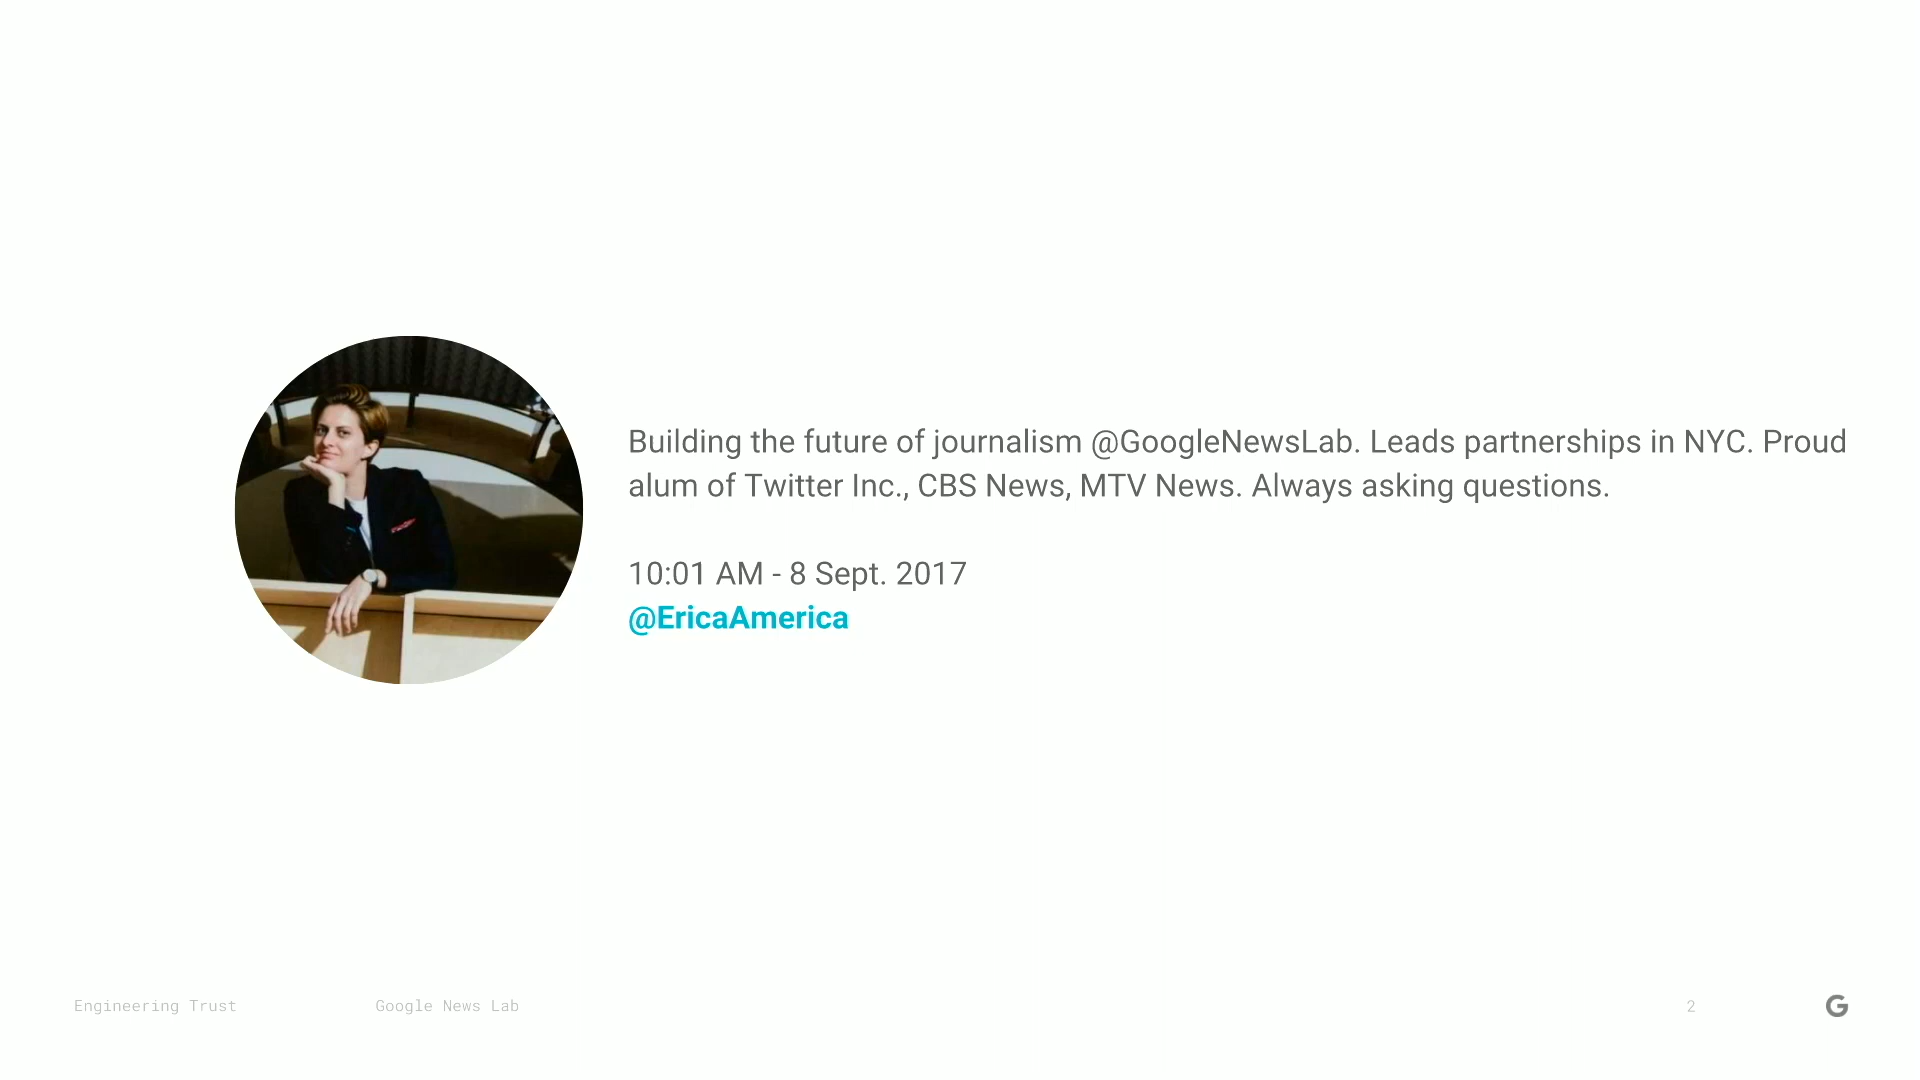 Building the future of journalism @GoogleNewsLab. Leads partnerships in NYC. Proud
alum of Twitter Inc., CBS News, MTV News. Always asking questions.
10:01 AM - 8 Sept. 2017
@EricaAmerica
Engineering Trust
Google News Lab
2
G